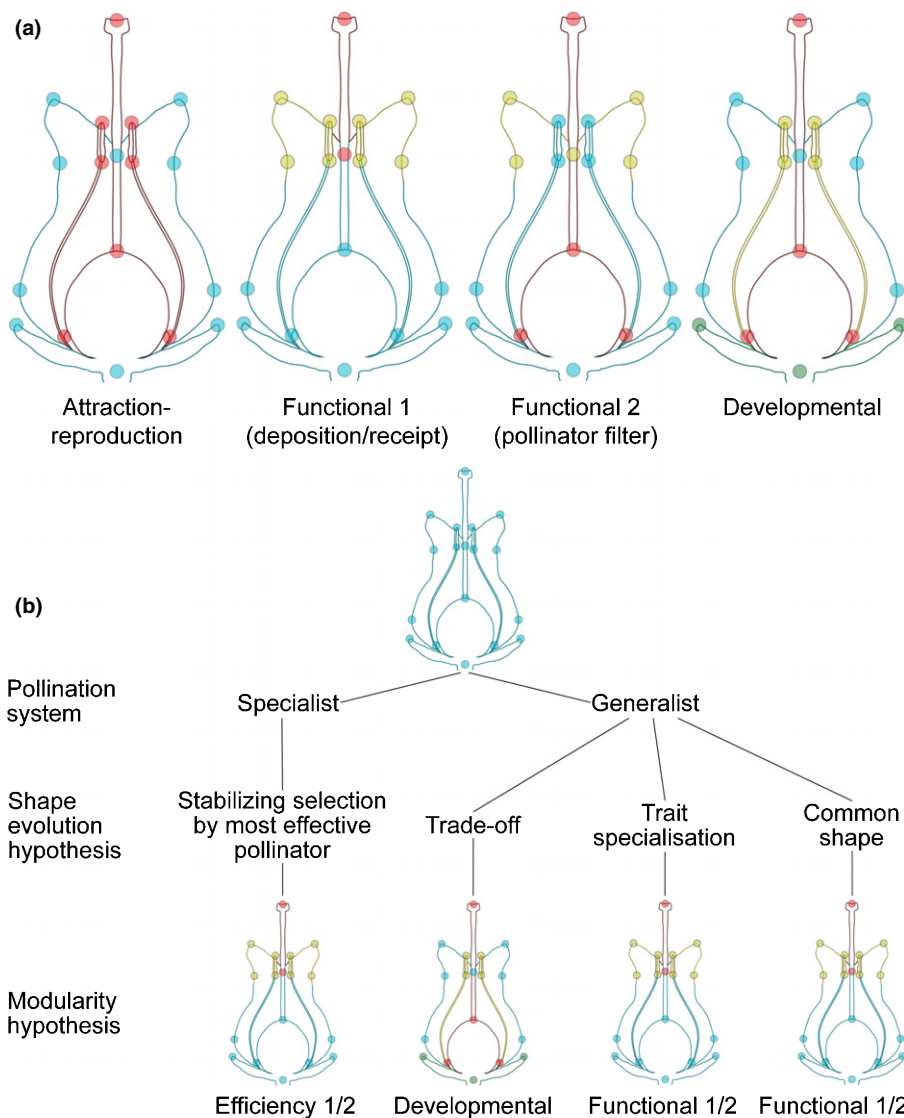 (a)
Attraction-
reproduction
Functional 1
(deposition/receipt)
Functional 2
(pollinator filter)
Developmental
(b)
Pollination
system
Specialist
Generalist
Shape
evolution
hypothesis
Stabilizing selection
by most effective
pollinator
Trade-off
Trait
specialisation
Common
shape
Modularity
hypothesis
Efficiency 1/2
Developmental
Functional 1/2
Functional 1/2